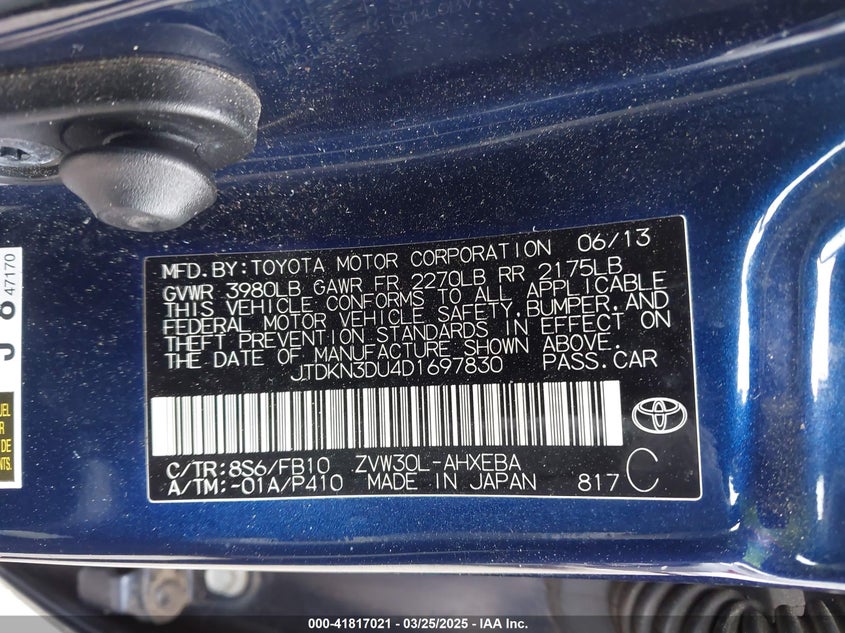 MFD.BY:TOYOTA MOTOR CORPORATION 06/13
GVWR 3980LB GAWR FR 2270LB RR 2175LB
THIS VEHICLE CONFORMS TO ALL APPLICABLE
FEDERAL MOTOR VEHICLE SAFETY,BUMPER,AND
THEFT PREVENTION STANDARDS IN EFFECT ON
THE DATE OF MANUFACTURE SHOWN ABOVE.
JTDKN3DU4D1697830 PASS.CAR
C/TR:8S6/FB10 ZVW30L-AHXEBA
A/TM:-01A/P410 MADE IN JAPAN 817 C
J 8 47170
000-41817021 — 03/25/2025 — IAA Inc.